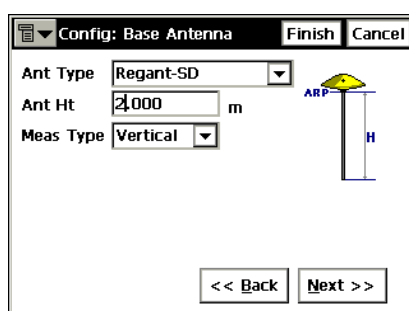 Config: Base Antenna Finish Cancel
Ant Type Regant-SD
Ant Ht 2.000 m
Meas Type Vertical
ARP
H
<< Back Next >>